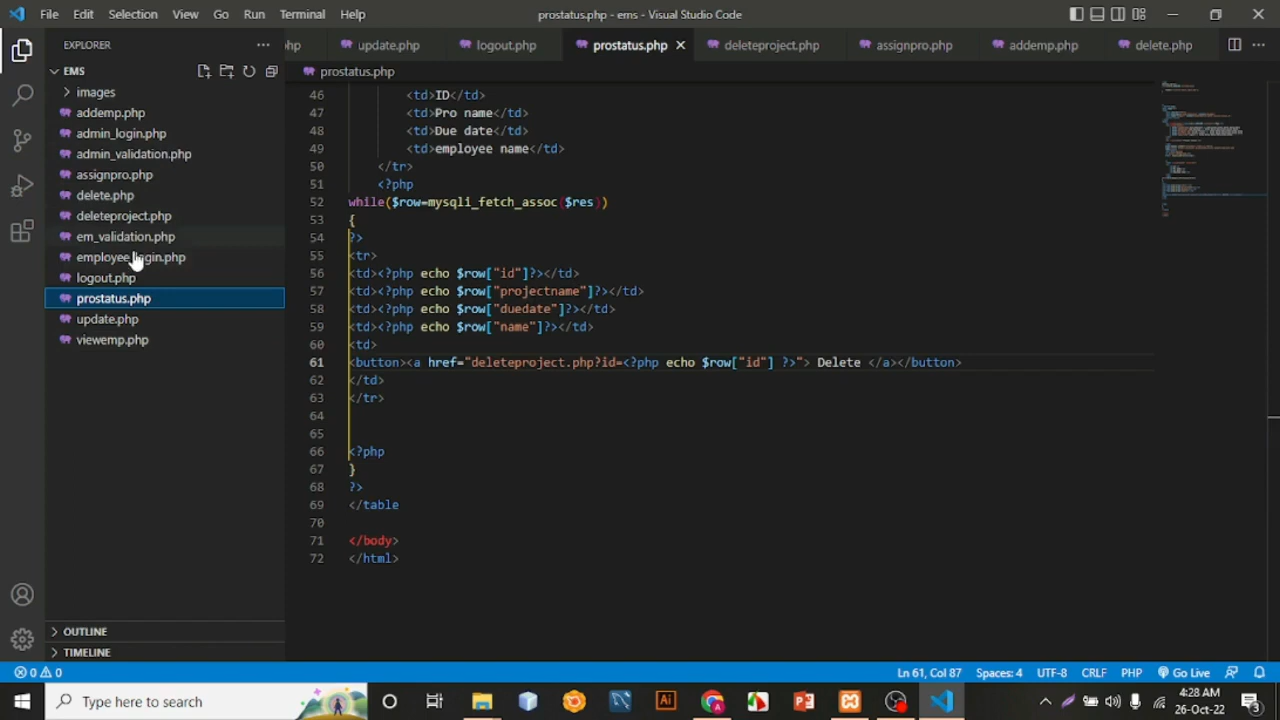 File Edit Selection View Go Run Terminal Help prostatus.php - ems - Visual Studio Code
EXPLORER
hp update.php logout.php prostatus.php deleteproject.php assignpro.php addemp.php delete.php
EMS
prostatus.php
images
addemp.php
admin_login.php
admin_validation.php
assignpro.php
delete.php
deleteproject.php
em_validation.php
employee_login.php
logout.php
prostatus.php
update.php
viewemp.php
46 <td>ID</td>
47 <td>Pro name</td>
48 <td>Due date</td>
49 <td>employee name</td>
50 </tr>
51 <?php
52 while($row=mysqli_fetch_assoc($res))
53 {
54 ?>
55 <tr>
56 <td><?php echo $row["id"]?></td>
57 <td><?php echo $row["projectname"]?></td>
58 <td><?php echo $row["duedate"]?></td>
59 <td><?php echo $row["name"]?></td>
60 <td>
61 <button><a href="deleteproject.php?id=<?php echo $row["id"] ?>"> Delete </a></button>
62 </td>
63 </tr>
64
65
66 <?php
67 }
68 ?>
69 </table
70
71 </body>
72 </html>
OUTLINE
TIMELINE
0 0 Ln 61, Col 87 Spaces: 4 UTF-8 CRLF PHP Go Live
Type here to search
4:28 AM
26-Oct-22
3